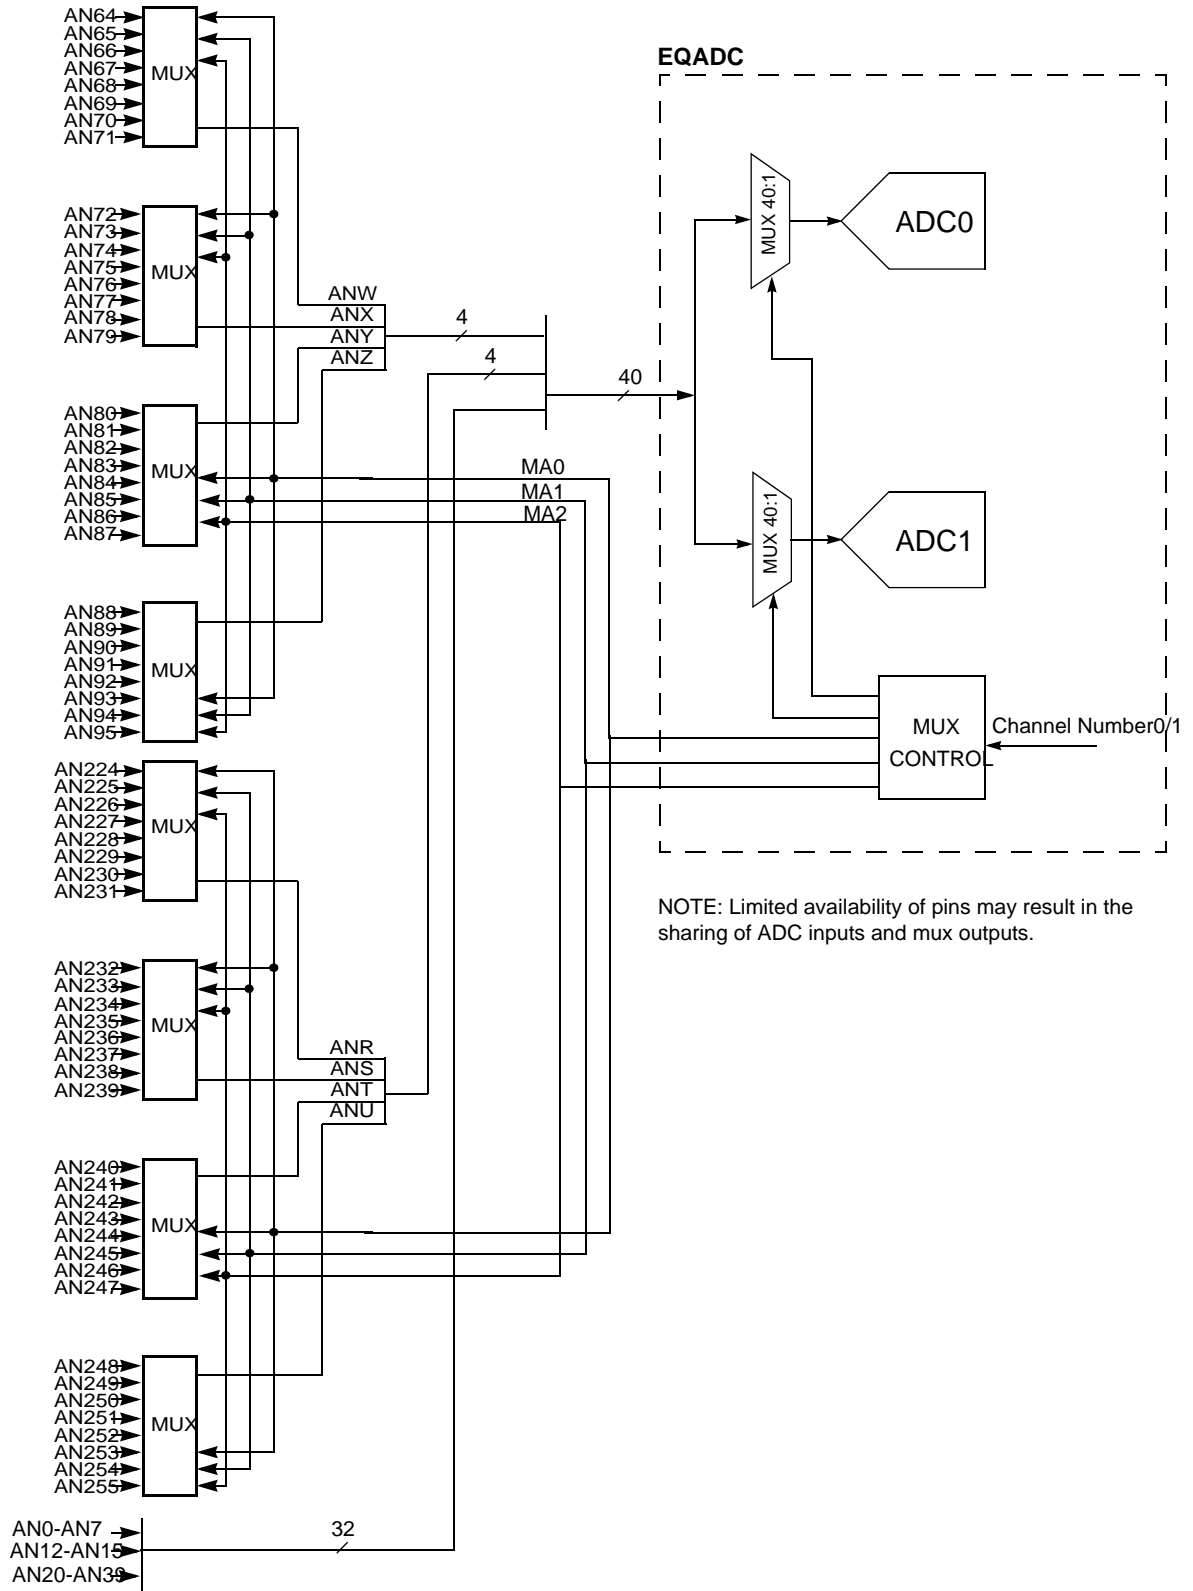 AN64
AN65
AN66
AN67
AN68
AN69
AN70
AN71
MUX
AN72
AN73
AN74
AN75
AN76
AN77
AN78
AN79
MUX
AN80
AN81
AN82
AN83
AN84
AN85
AN86
AN87
MUX
AN88
AN89
AN90
AN91
AN92
AN93
AN94
AN95
MUX
AN224
AN225
AN226
AN227
AN228
AN229
AN230
AN231
MUX
AN232
AN233
AN234
AN235
AN236
AN237
AN238
AN239
MUX
AN240
AN241
AN242
AN243
AN244
AN245
AN246
AN247
MUX
AN248
AN249
AN250
AN251
AN252
AN253
AN254
AN255
MUX
AN0-AN7
AN12-AN15
AN20-AN39
32
ANW
ANX
ANY
ANZ
4
4
40
MA0
MA1
MA2
ANR
ANS
ANT
ANU
EQADC
MUX 40:1
ADC0
MUX 40:1
ADC1
MUX
CONTROL
Channel Number0/1
NOTE: Limited availability of pins may result in the
sharing of ADC inputs and mux outputs.